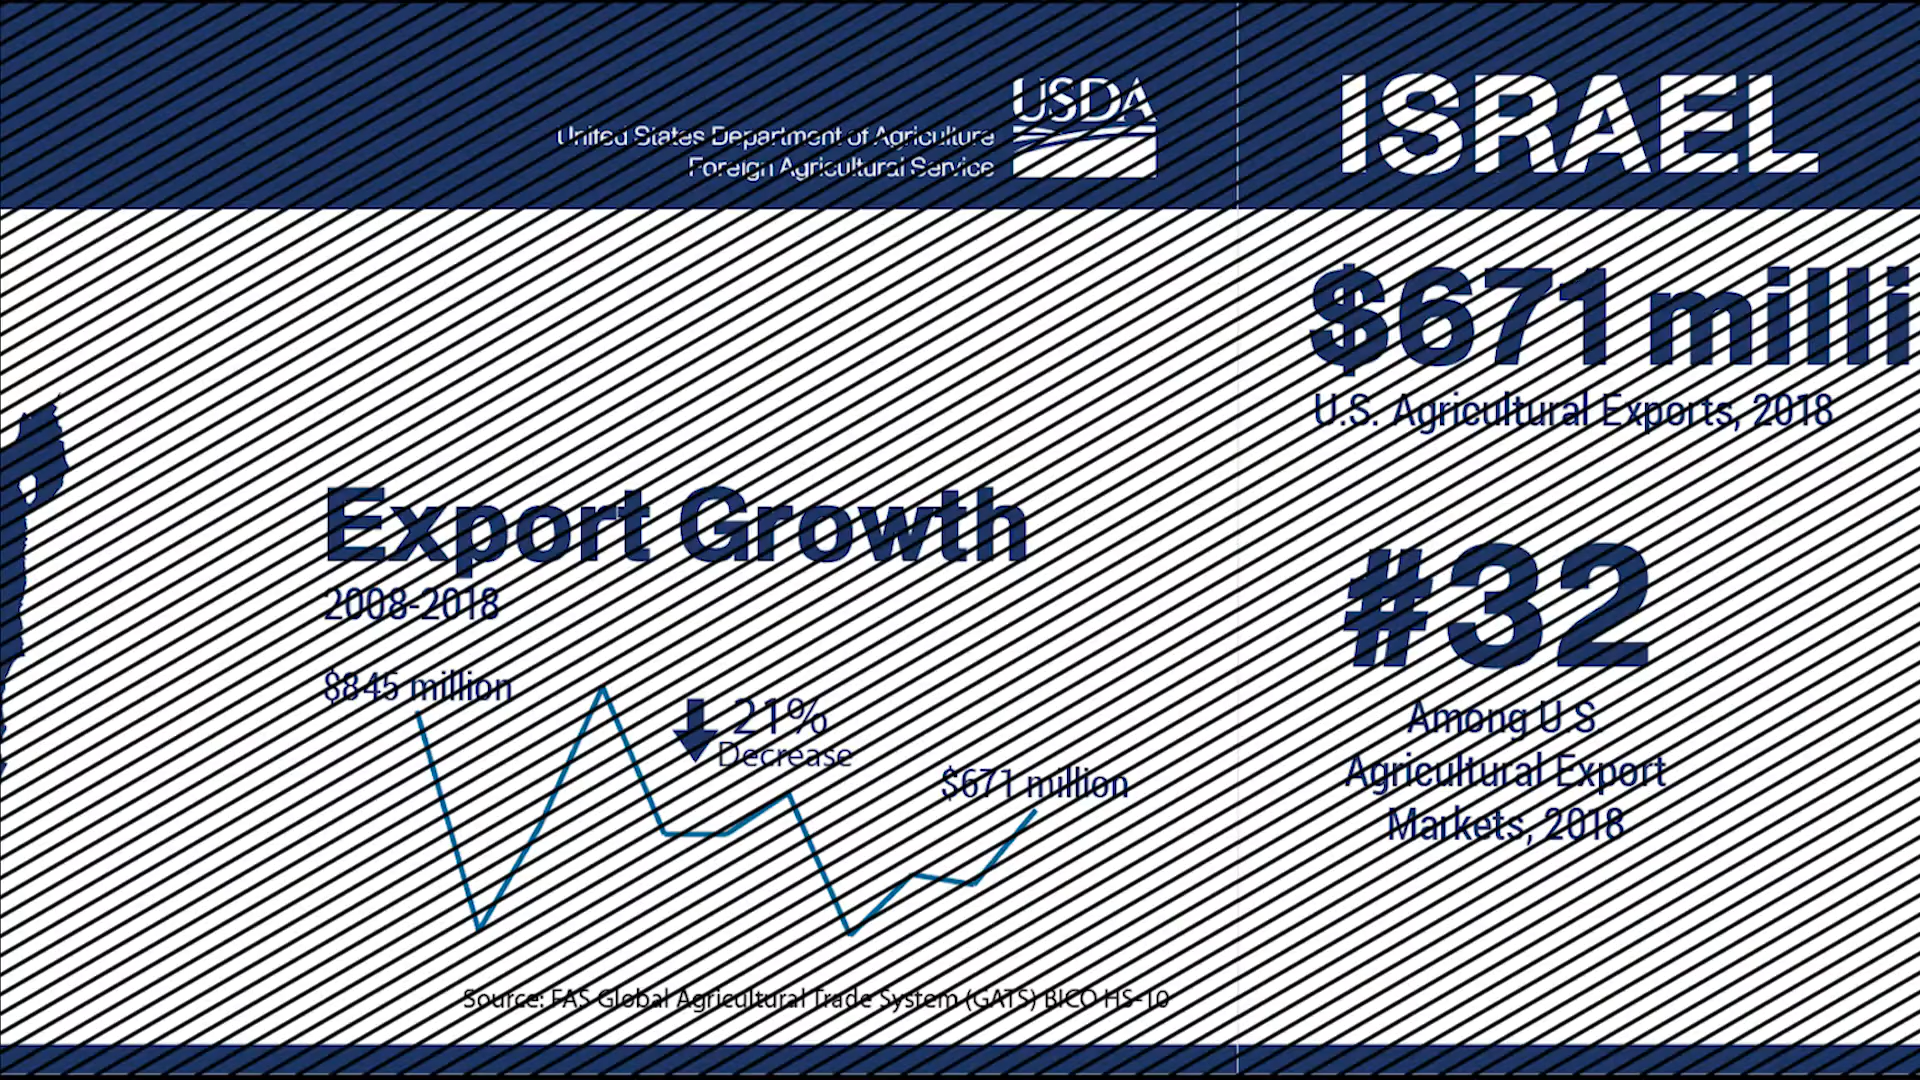 USDA
United States Department of Agriculture
Foreign Agricultural Service
Export Growth
2008-2018
$845 million
21%
Decrease
$671 million
Source: FAS Global Agricultural Trade System (GATS) BICO HS-10
ISRAEL
$671 milli
U.S. Agricultural Exports, 2018
#32
Among U.S.
Agricultural Export
Markets, 2018